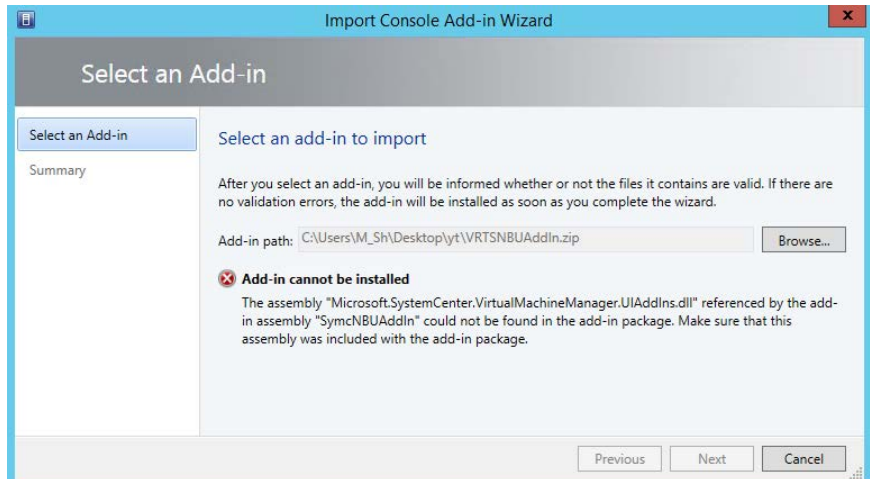 Import Console Add-in Wizard
x
Select an Add-in
Select an Add-in
Summary
Select an add-in to import
After you select an add-in, you will be informed whether or not the files it contains are valid. If there are
no validation errors, the add-in will be installed as soon as you complete the wizard.
Add-in path: C:\Users\M_Sh\Desktop\yt\VRTSNBUAddIn.zip Browse...
Add-in cannot be installed
The assembly "Microsoft.SystemCenter.VirtualMachineManager.UIAddIns.dll" referenced by the add-
in assembly "SymcNBUAddIn" could not be found in the add-in package. Make sure that this
assembly was included with the add-in package.
Previous Next Cancel